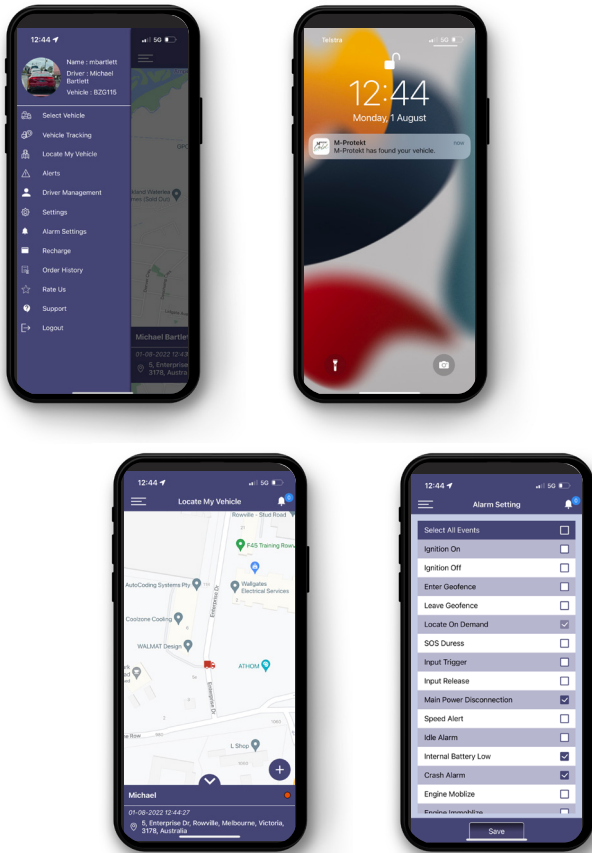 12:44
5G
Name : mbartlett
Driver : Michael
Bartlett
Vehicle : BZG115
Select Vehicle
Vehicle Tracking
Locate My Vehicle
Alerts
Driver Management
Settings
Alarm Settings
Recharge
Order History
Rate Us
Support
Logout
Michael Bartlet
01-08-2022 12:43
5, Enterprise
3178, Austra
Telstra
5G
12:44
Monday, 1 August
M-Protekt
now
M-Protekt has found your vehicle.
12:44
5G
Locate My Vehicle
Rowville - Stud Road
F45 Training Rowv
AutoCoding Systems Pty
Wallgates
Electrical Services
Enterprise Dr
Coolzone Cooling
WALMAT Design
ATHOM
Enterprise Dr
L Shop
Michael
01-08-2022 12:44:27
5, Enterprise Dr, Rowville, Melbourne, Victoria,
3178, Australia
12:44
5G
Alarm Setting
Select All Events
Ignition On
Ignition Off
Enter Geofence
Leave Geofence
Locate On Demand
SOS Duress
Input Trigger
Input Release
Main Power Disconnection
Speed Alert
Idle Alarm
Internal Battery Low
Crash Alarm
Engine Moblize
Engine Immoblize
Save